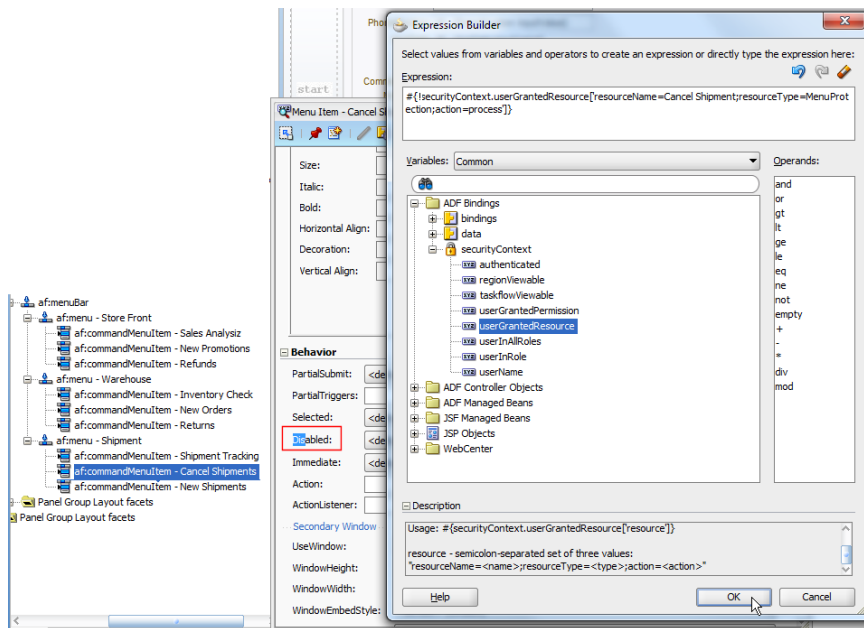 Pho
start
Comm
Menu Item - Cancel Sh
Size:
Italic:
Bold:
Horizontal Align:
Decoration:
Vertical Align:
Behavior
PartialSubmit:
<de
PartialTriggers:
Selected:
<de
Disabled:
<de
Immediate:
<de
Action:
ActionListener:
Secondary Window
UseWindow:
WindowHeight:
WindowWidth:
WindowEmbedStyle:
af:menuBar
af:menu - Store Front
af:commandMenuItem - Sales Analysiz
af:commandMenuItem - New Promotions
af:commandMenuItem - Refunds
af:menu - Warehouse
af:commandMenuItem - Inventory Check
af:commandMenuItem - New Orders
af:commandMenuItem - Returns
af:menu - Shipment
af:commandMenuItem - Shipment Tracking
af:commandMenuItem - Cancel Shipments
af:commandMenuItem - New Shipments
Panel Group Layout facets
Panel Group Layout facets
Expression Builder
Select values from variables and operators to create an expression or directly type the expression here:
Expression:
#{!securityContext.userGrantedResource['resourceName=Cancel Shipment;resourceType=MenuProt
ection;action=process']}
Variables: Common
Operands:
ADF Bindings
bindings
data
securityContext
authenticated
regionViewable
taskflowViewable
userGrantedPermission
userGrantedResource
userInAllRoles
userInRole
userName
ADF Controller Objects
ADF Managed Beans
JSF Managed Beans
JSP Objects
WebCenter
and
or
gt
lt
ge
le
eq
ne
not
empty
+
-
*
div
mod
Description
Usage: #{securityContext.userGrantedResource['resource']}
resource - semicolon-separated set of three values:
"resourceName=<name>;resourceType=<type>;action=<action>"
Help
OK
Cancel